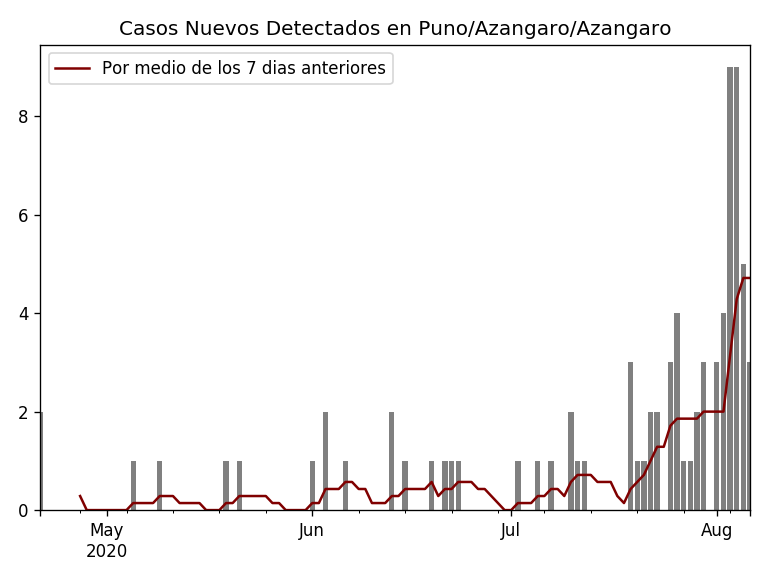 Casos Nuevos Detectados en Puno/Azangaro/Azangaro
Por medio de los 7 dias anteriores
8
6
4
2
0
May
2020
Jun
Jul
Aug